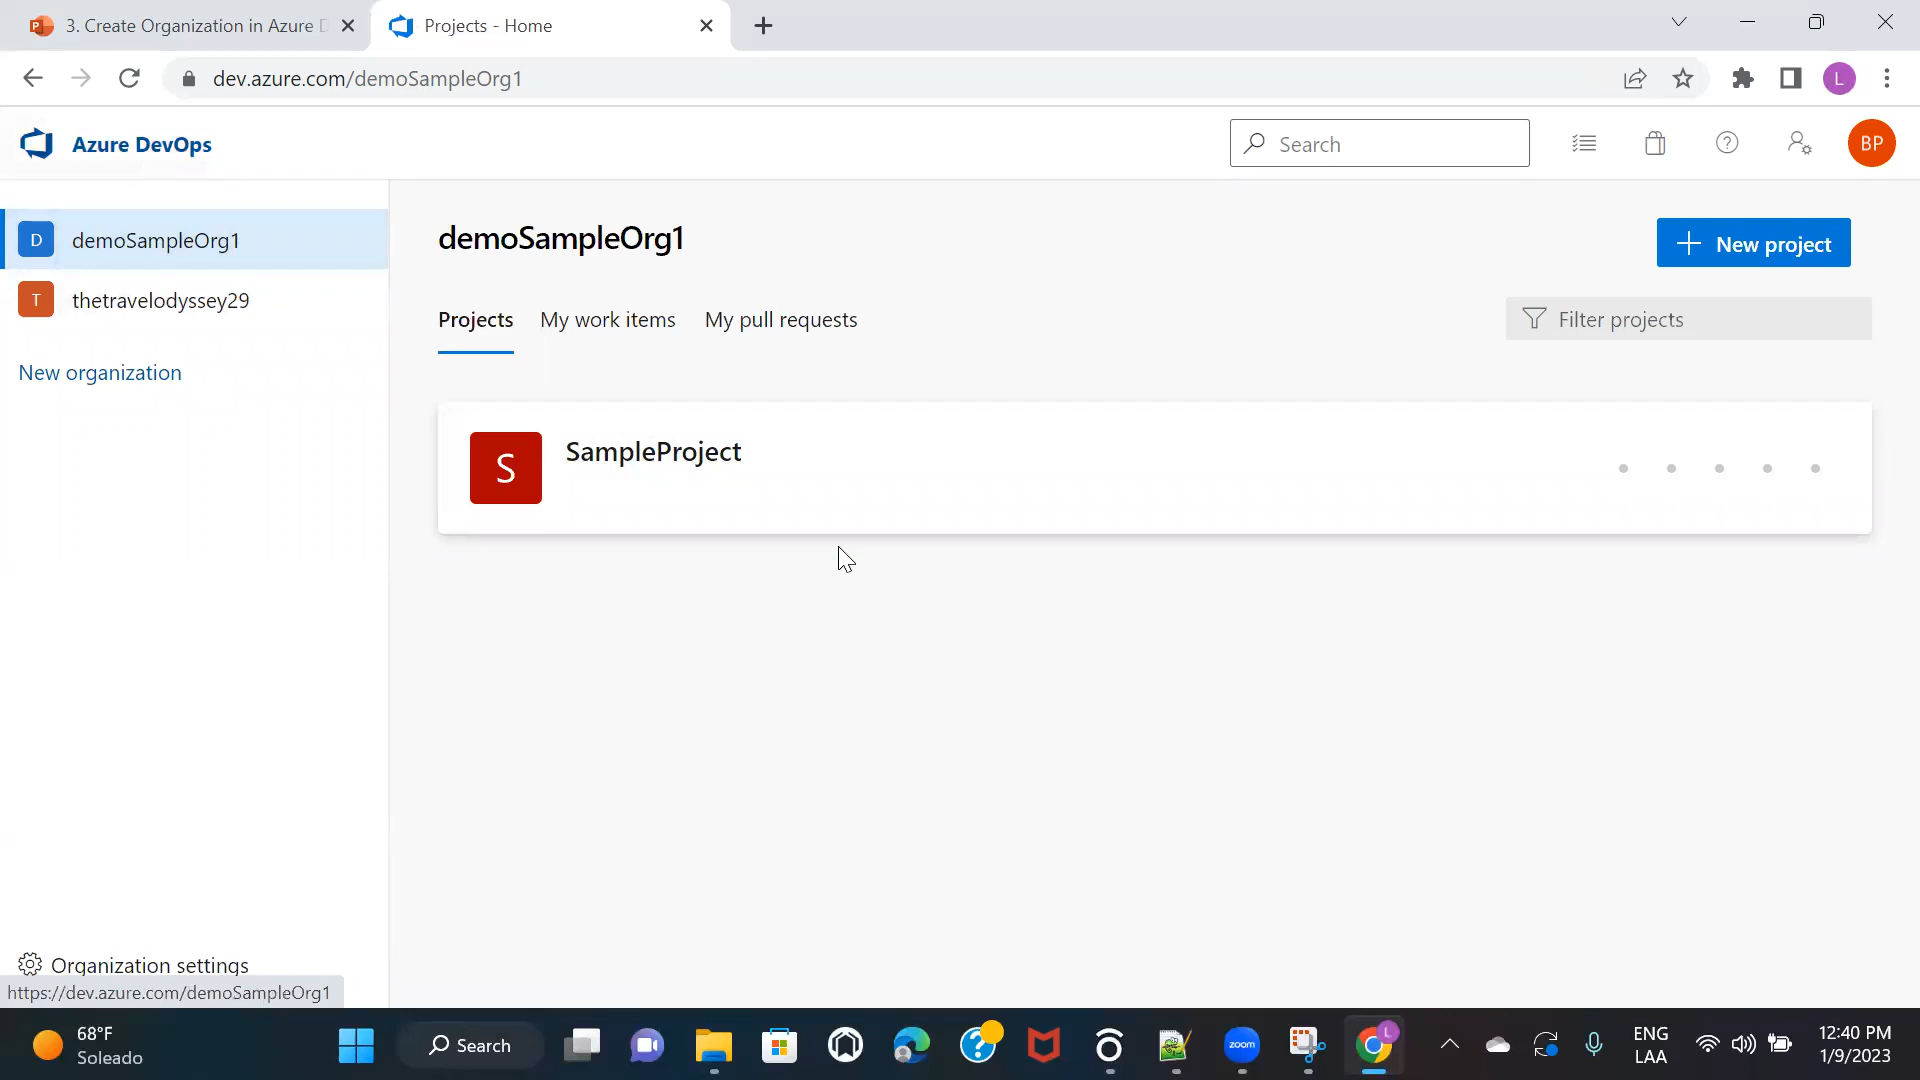 3. Create Organization in Azure D
Projects - Home
dev.azure.com/demoSampleOrg1
L
Azure DevOps
Search
BP
D demoSampleOrg1
T thetravelodyssey29
New organization
demoSampleOrg1
New project
Projects My work items My pull requests
Filter projects
S SampleProject
Organization settings
https://dev.azure.com/demoSampleOrg1
68°F
Soleado
Search
zoom
L
ENG
LAA
12:40 PM
1/9/2023